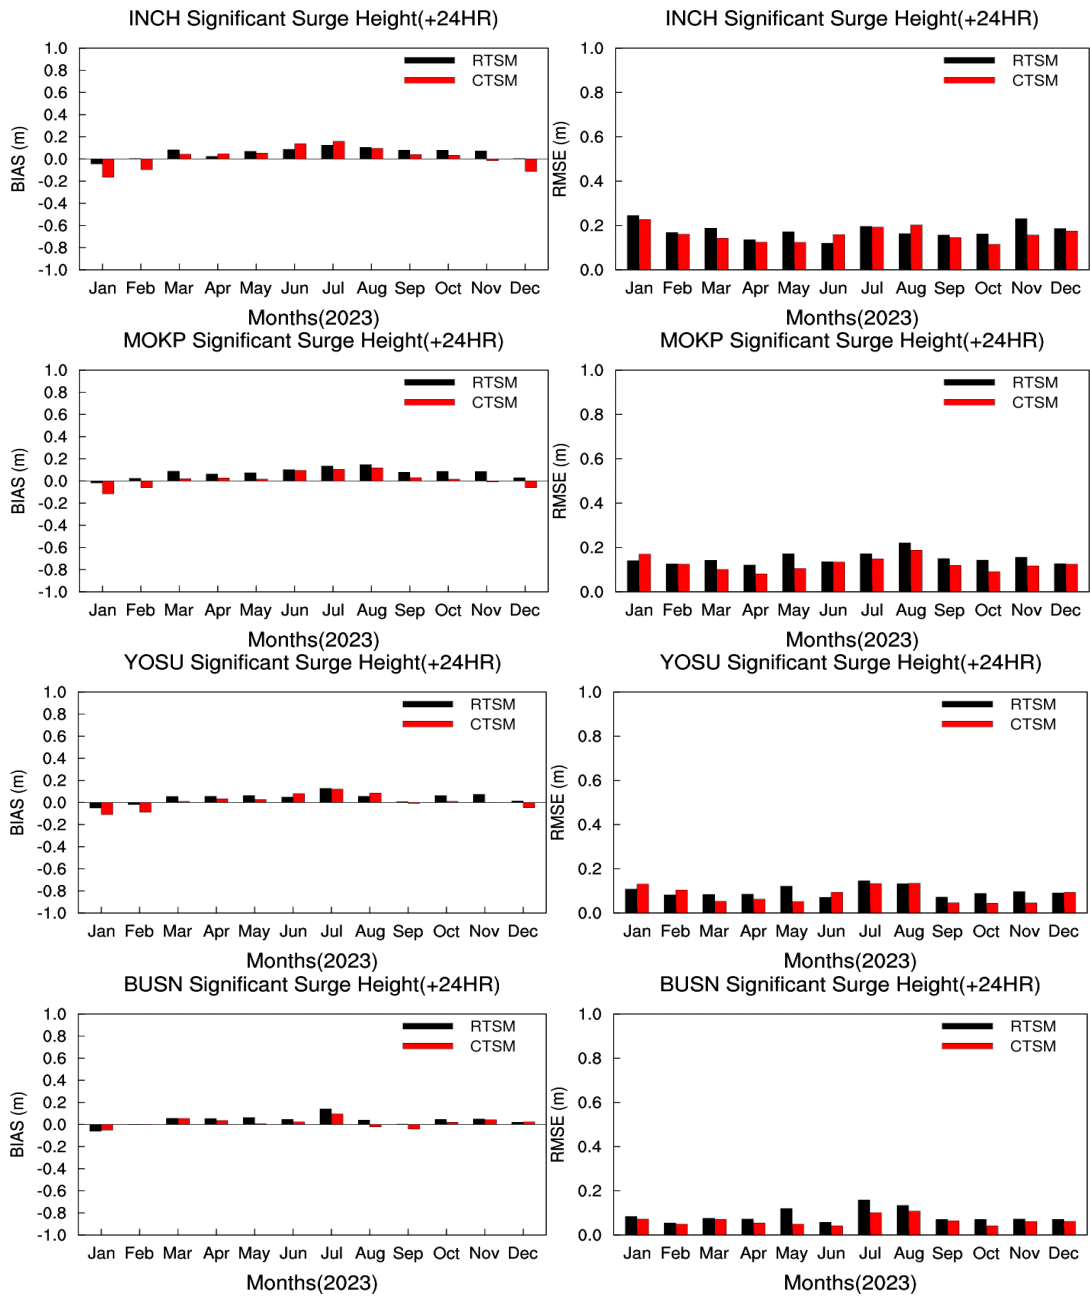 INCH Significant Surge Height(+24HR)
1.0
0.8
0.6
0.4
0.2
0.0
-0.2
-0.4
-0.6
-0.8
-1.0
BIAS (m)
RTSM
CTSM
Jan Feb Mar Apr May Jun Jul Aug Sep Oct Nov Dec
Months(2023)
INCH Significant Surge Height(+24HR)
1.0
0.8
0.6
0.4
0.2
0.0
RMSE (m)
RTSM
CTSM
Jan Feb Mar Apr May Jun Jul Aug Sep Oct Nov Dec
Months(2023)
MOKP Significant Surge Height(+24HR)
1.0
0.8
0.6
0.4
0.2
0.0
-0.2
-0.4
-0.6
-0.8
-1.0
BIAS (m)
RTSM
CTSM
Jan Feb Mar Apr May Jun Jul Aug Sep Oct Nov Dec
Months(2023)
MOKP Significant Surge Height(+24HR)
1.0
0.8
0.6
0.4
0.2
0.0
RMSE (m)
RTSM
CTSM
Jan Feb Mar Apr May Jun Jul Aug Sep Oct Nov Dec
Months(2023)
YOSU Significant Surge Height(+24HR)
1.0
0.8
0.6
0.4
0.2
0.0
-0.2
-0.4
-0.6
-0.8
-1.0
BIAS (m)
RTSM
CTSM
Jan Feb Mar Apr May Jun Jul Aug Sep Oct Nov Dec
Months(2023)
YOSU Significant Surge Height(+24HR)
1.0
0.8
0.6
0.4
0.2
0.0
RMSE (m)
RTSM
CTSM
Jan Feb Mar Apr May Jun Jul Aug Sep Oct Nov Dec
Months(2023)
BUSN Significant Surge Height(+24HR)
1.0
0.8
0.6
0.4
0.2
0.0
-0.2
-0.4
-0.6
-0.8
-1.0
BIAS (m)
RTSM
CTSM
Jan Feb Mar Apr May Jun Jul Aug Sep Oct Nov Dec
Months(2023)
BUSN Significant Surge Height(+24HR)
1.0
0.8
0.6
0.4
0.2
0.0
RMSE (m)
RTSM
CTSM
Jan Feb Mar Apr May Jun Jul Aug Sep Oct Nov Dec
Months(2023)